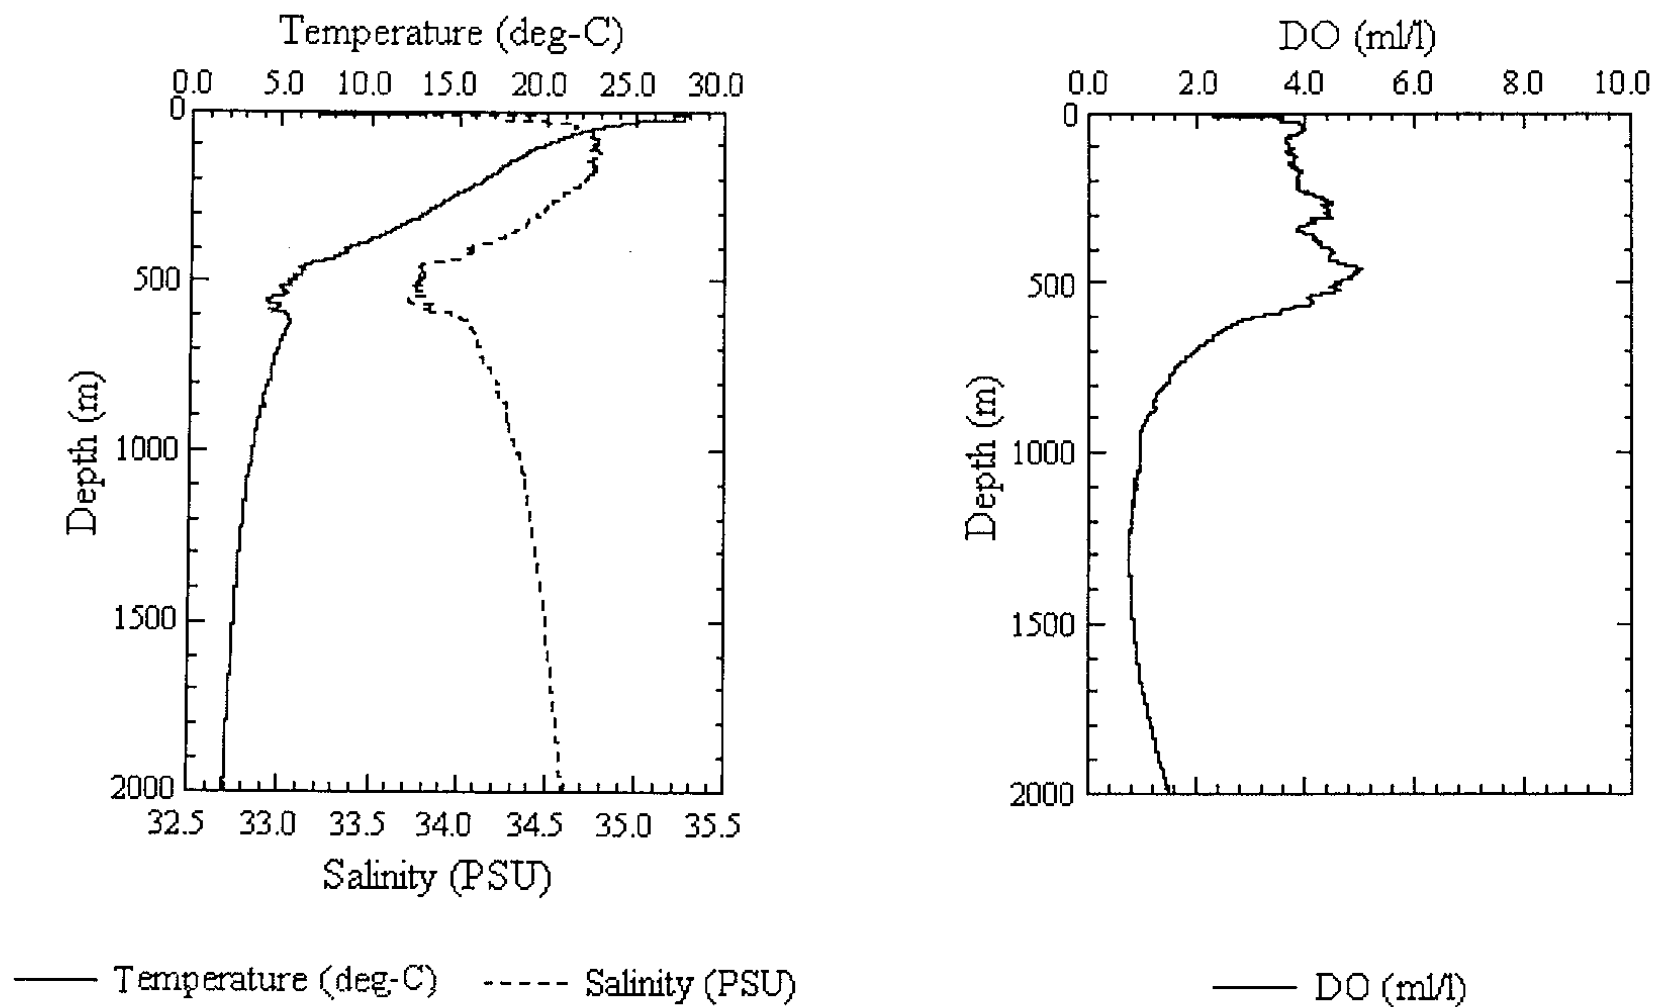 Temperature (deg-C)
0.0 5.0 10.0 15.0 20.0 25.0 30.0
0
500
1000
1500
2000
Depth (m)
32.5 33.0 33.5 34.0 34.5 35.0 35.5
Salinity (PSU)
Temperature (deg-C) Salinity (PSU)
DO (ml/l)
0.0 2.0 4.0 6.0 8.0 10.0
0
500
1000
1500
2000
Depth (m)
DO (ml/l)